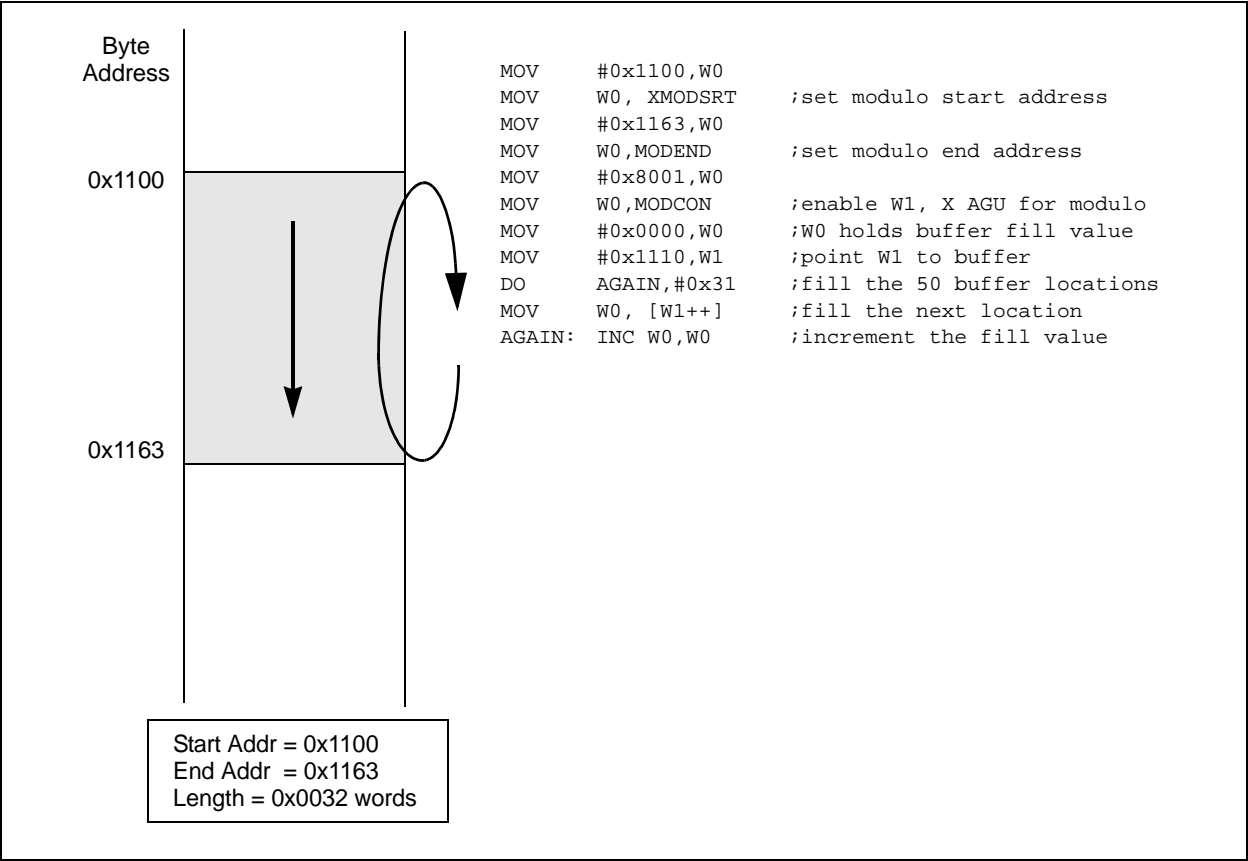 Byte
Address
0x1100
0x1163
MOV #0x1100,W0
MOV W0, XMODSRT ;set modulo start address
MOV #0x1163,W0
MOV W0,MODEND ;set modulo end address
MOV #0x8001,W0
MOV W0,MODCON ;enable W1, X AGU for modulo
MOV #0x0000,W0 ;W0 holds buffer fill value
MOV #0x1110,W1 ;point W1 to buffer
DO AGAIN,#0x31 ;fill the 50 buffer locations
MOV W0, [W1++] ;fill the next location
AGAIN: INC W0,W0 ;increment the fill value
Start Addr = 0x1100
End Addr = 0x1163
Length = 0x0032 words